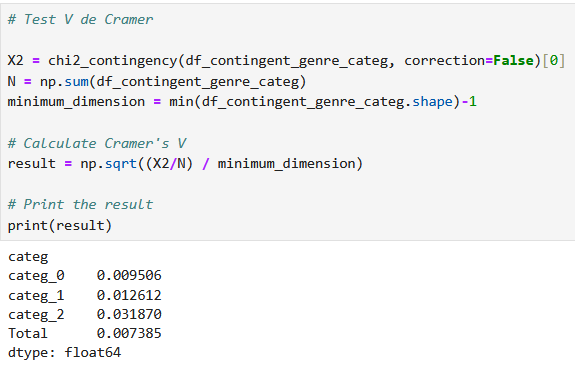 # Test V de Cramer
X2 = chi2_contingency(df_contingent_genre_categ, correction=False)[0]
N = np.sum(df_contingent_genre_categ)
minimum_dimension = min(df_contingent_genre_categ.shape)-1
# Calculate Cramer's V
result = np.sqrt((X2/N) / minimum_dimension)
# Print the result
print(result)
categ
categ_0    0.009506
categ_1    0.012612
categ_2    0.031870
Total      0.007385
dtype: float64